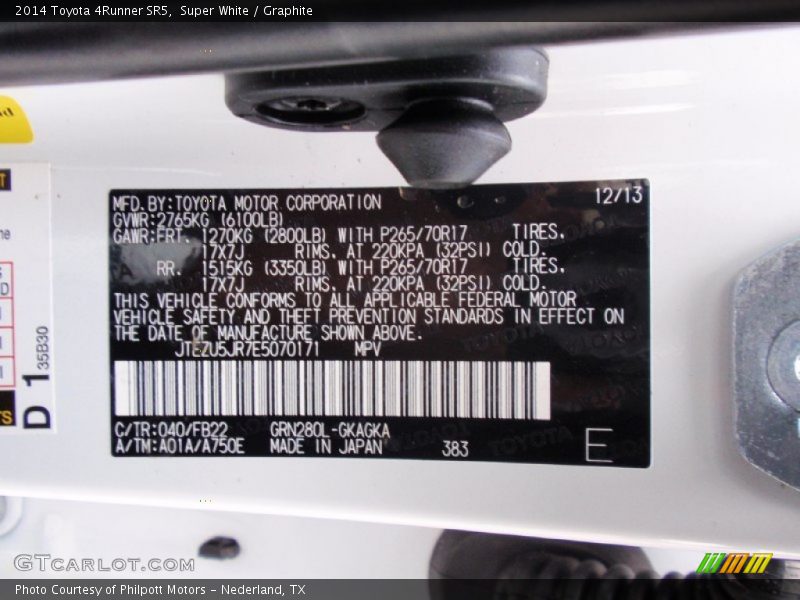 2014 Toyota 4Runner SR5, Super White / Graphite
MFD.BY:TOYOTA MOTOR CORPORATION 12/13
GVWR:2765KG (6100LB)
GAWR:FRT. 1270KG (2800LB) WITH P265/70R17 TIRES,
17X7J RIMS, AT 220KPA (32PSI) COLD.
RR. 1515KG (3350LB) WITH P265/70R17 TIRES,
17X7J RIMS, AT 220KPA (32PSI) COLD.
THIS VEHICLE CONFORMS TO ALL APPLICABLE FEDERAL MOTOR
VEHICLE SAFETY AND THEFT PREVENTION STANDARDS IN EFFECT ON
THE DATE OF MANUFACTURE SHOWN ABOVE.
JTEZU5JR7E5070171 MPV
C/TR:040/FB22 GRN280L-GKAGKA
A/TM:A01A/A750E MADE IN JAPAN 383 E
D 1 35B30
GTCARLOT.COM
Photo Courtesy of Philpott Motors - Nederland, TX